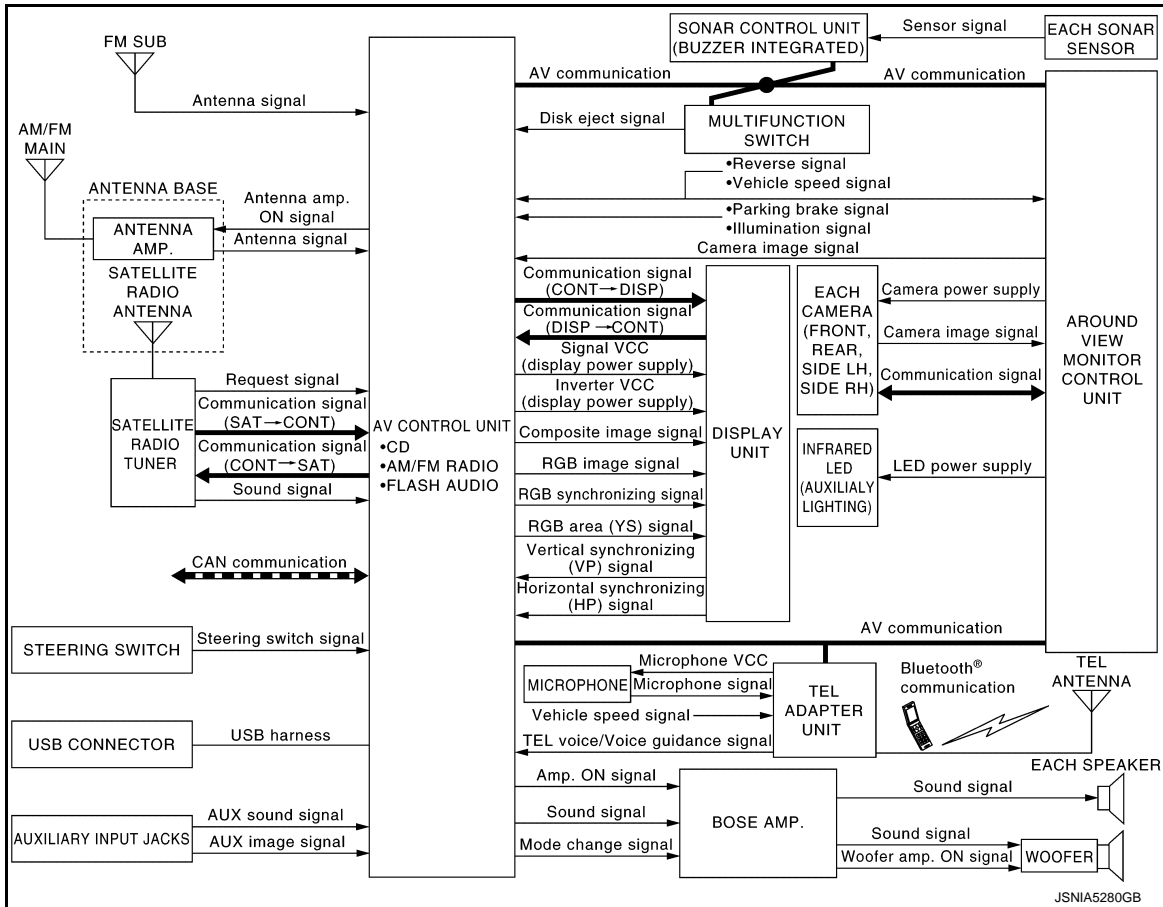 FM SUB
Antenna signal
AM/FM
MAIN
ANTENNA BASE
Antenna amp.
ON signal
ANTENNA
AMP.
Antenna signal
SATELLITE
RADIO
ANTENNA
Request signal
Communication signal
(SAT→CONT)
SATELLITE
RADIO
TUNER
Communication signal
(CONT→SAT)
Sound signal
CAN communication
STEERING SWITCH
Steering switch signal
USB CONNECTOR
USB harness
AUXILIARY INPUT JACKS
AUX sound signal
AUX image signal
AV CONTROL UNIT
•CD
•AM/FM RADIO
•FLASH AUDIO
SONAR CONTROL UNIT
(BUZZER INTEGRATED)
Sensor signal
EACH SONAR
SENSOR
AV communication
AV communication
Disk eject signal
MULTIFUNCTION
SWITCH
•Reverse signal
•Vehicle speed signal
•Parking brake signal
•Illumination signal
Camera image signal
Communication signal
(CONT→DISP)
Communication signal
(DISP →CONT)
Signal VCC
(display power supply)
Inverter VCC
(display power supply)
Composite image signal
RGB image signal
RGB synchronizing signal
RGB area (YS) signal
Vertical synchronizing
(VP) signal
Horizontal synchronizing
(HP) signal
DISPLAY
UNIT
EACH
CAMERA
(FRONT,
REAR,
SIDE LH,
SIDE RH)
Camera power supply
Camera image signal
Communication signal
INFRARED
LED
(AUXILIALY
LIGHTING)
LED power supply
AROUND
VIEW
MONITOR
CONTROL
UNIT
AV communication
Microphone VCC
MICROPHONE
Microphone signal
Vehicle speed signal
TEL voice/Voice guidance signal
TEL
ADAPTER
UNIT
Bluetooth®
communication
TEL
ANTENNA
Amp. ON signal
Sound signal
Mode change signal
BOSE AMP.
EACH SPEAKER
Sound signal
Sound signal
Woofer amp. ON signal
WOOFER
JSNIA5280GB